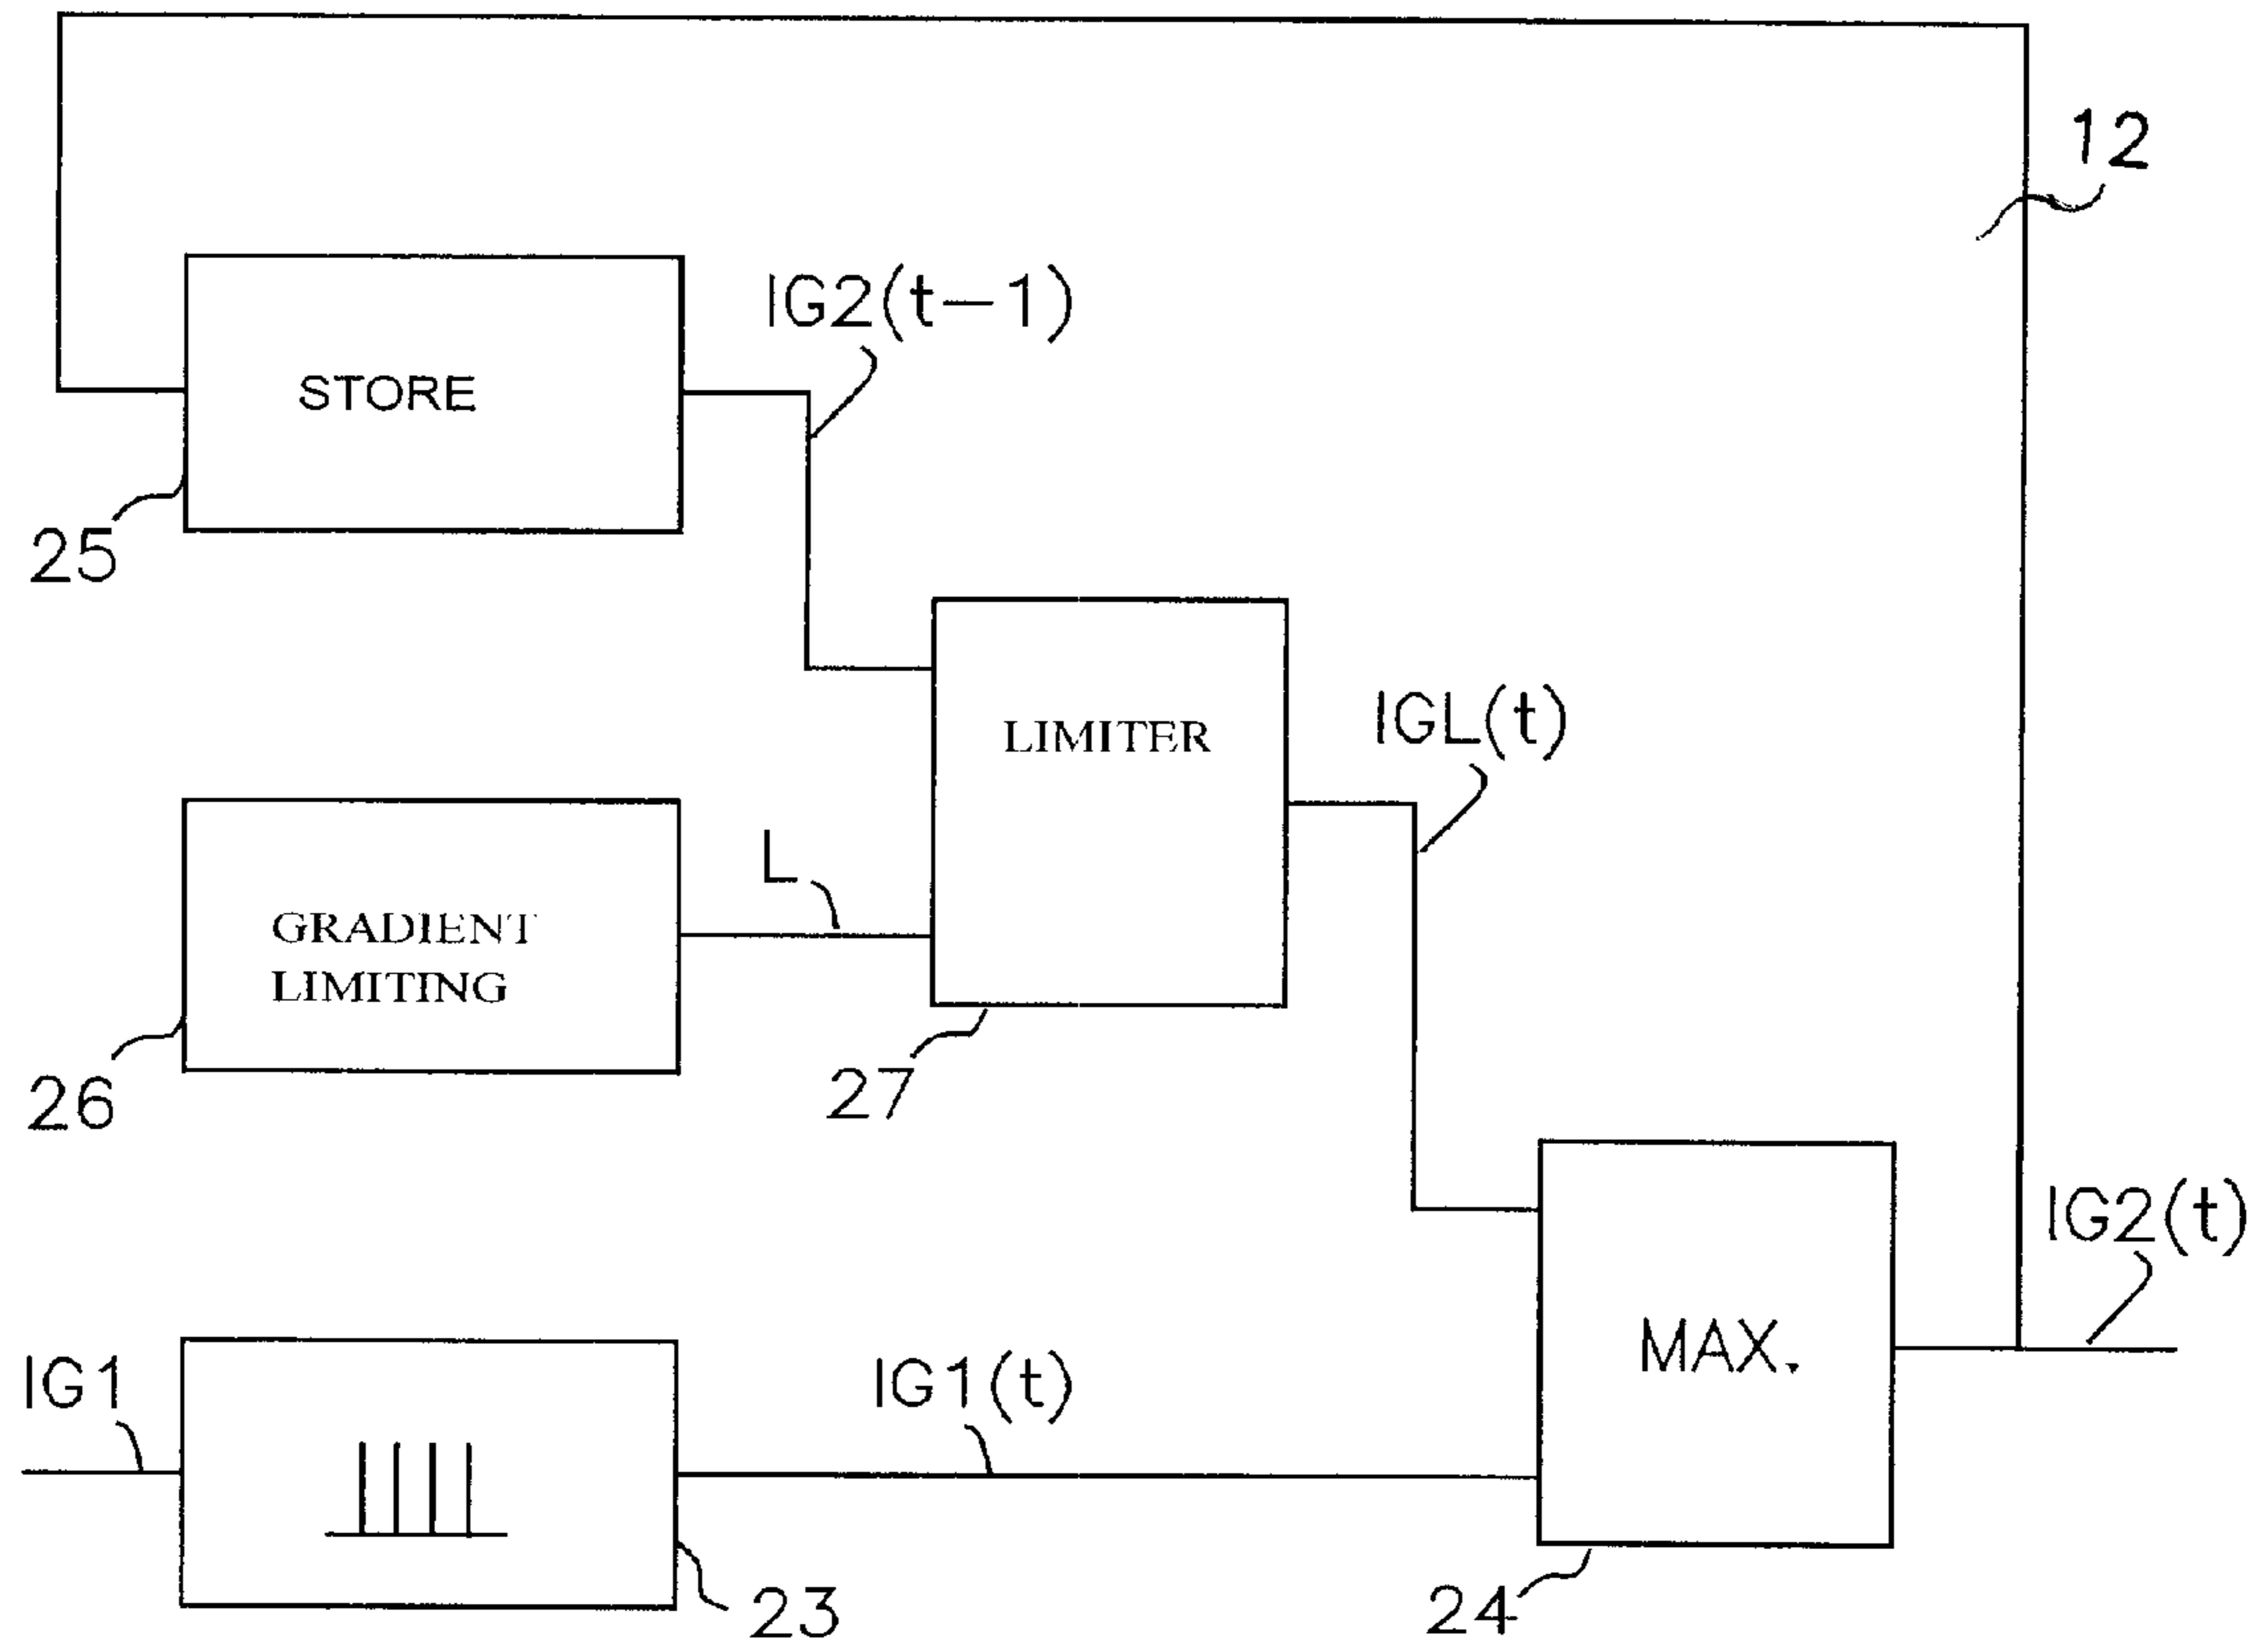 12
IG2(t-1)
STORE
25
LIMITER
IGL(t)
L
GRADIENT
LIMITING
26
27
IG2(t)
MAX.
IG1
IG1(t)
23
24